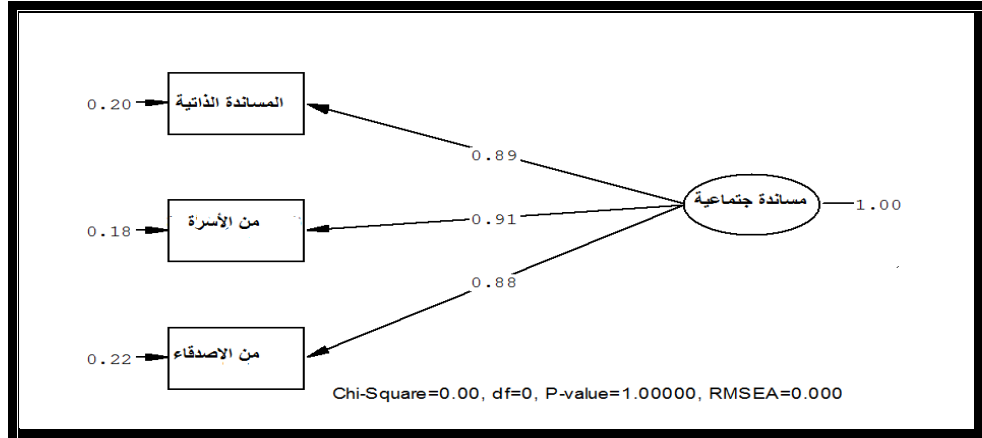 0.20
المساندة الذاتية
0.89
مساندة جتماعية
1.00
0.18
من الأسرة
0.91
0.22
من الاصدقاء
0.88
Chi-Square=0.00, df=0, P-value=1.00000, RMSEA=0.000